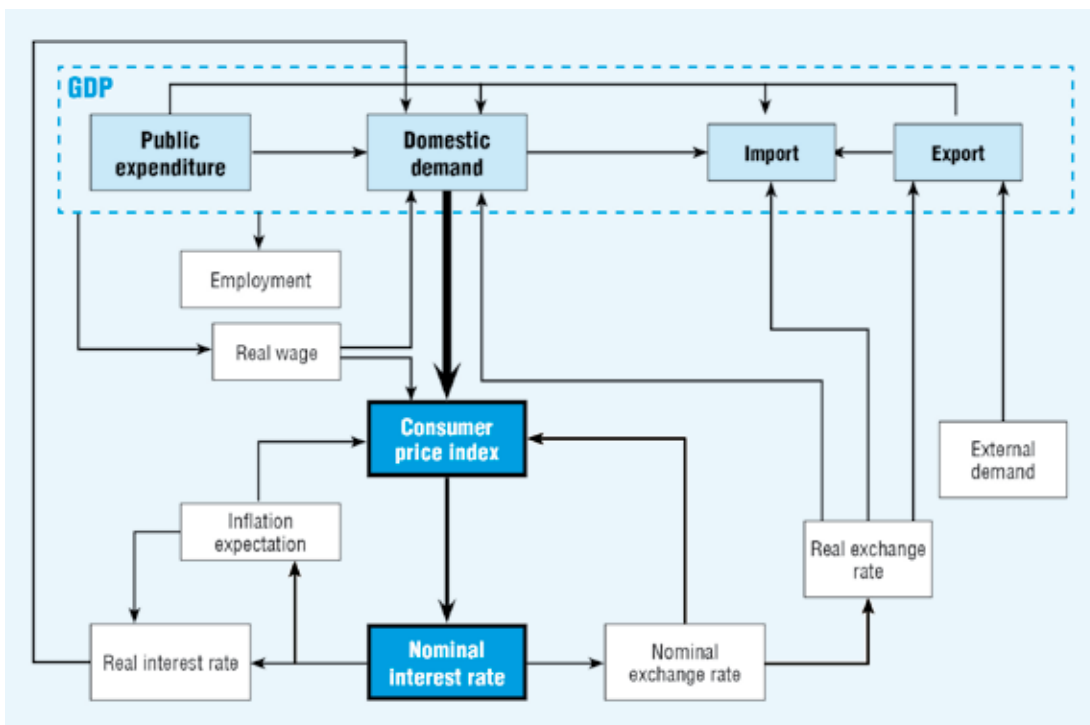 GDP
Public
expenditure
Domestic
demand
Import
Export
Employment
Real wage
Consumer
price index
External
demand
Inflation
expectation
Real exchange
rate
Real interest rate
Nominal
interest rate
Nominal
exchange rate